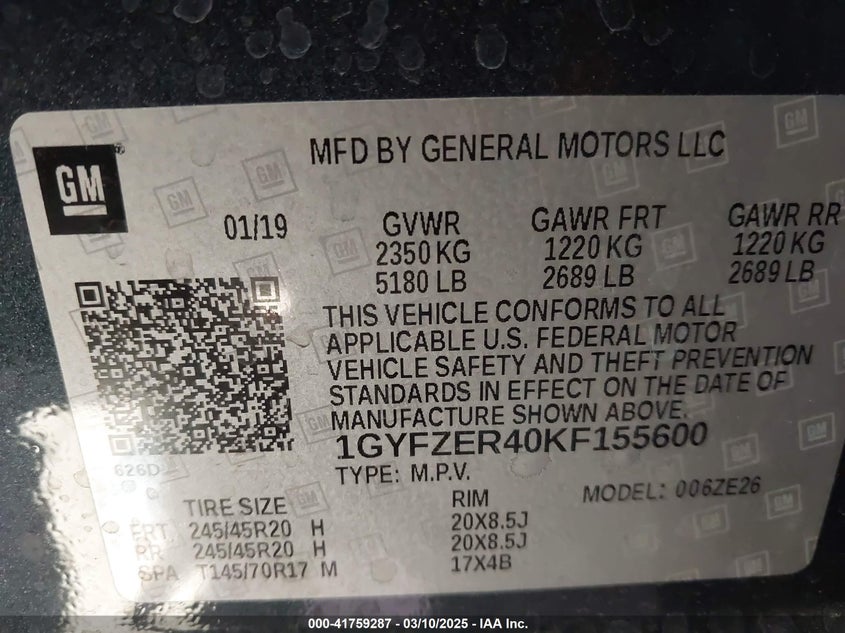 MFD BY GENERAL MOTORS LLC
GM
01/19
GVWR GAWR FRT GAWR RR
2350 KG 1220 KG 1220 KG
5180 LB 2689 LB 2689 LB
THIS VEHICLE CONFORMS TO ALL
APPLICABLE U.S. FEDERAL MOTOR
VEHICLE SAFETY AND THEFT PREVENTION
STANDARDS IN EFFECT ON THE DATE OF
MANUFACTURE SHOWN ABOVE.
1GYFZER40KF155600
626D
TYPE: M.P.V.
MODEL: 006ZE26
TIRE SIZE RIM
FRT 245/45R20 H 20X8.5J
RR 245/45R20 H 20X8.5J
SPA T145/70R17 M 17X4B
000-41759287 - 03/10/2025 - IAA Inc.